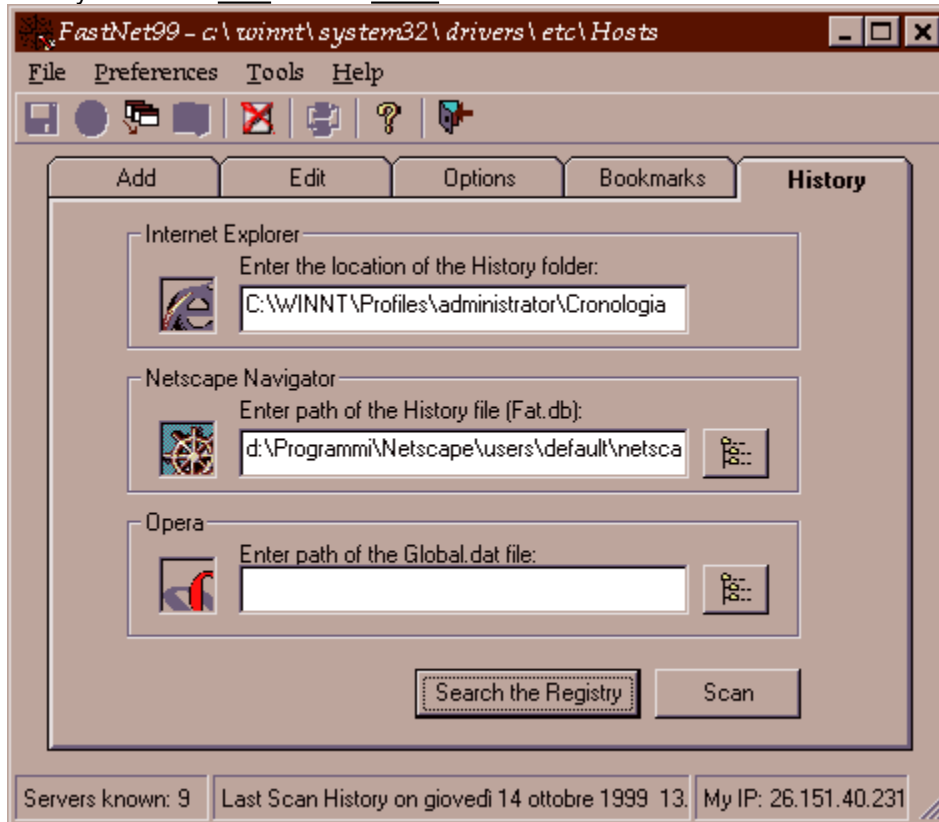 FastNet99 - c:\winnt\system32\drivers\etc\Hosts
File Preferences Tools Help
Add Edit Options Bookmarks History
Internet Explorer
Enter the location of the History folder:
C:\WINNT\Profiles\administrator\Cronologia
Netscape Navigator
Enter path of the History file (Fat.db):
d:\Programmi\Netscape\users\default\netsca
Opera
Enter path of the Global.dat file:
Search the Registry Scan
Servers known: 9 Last Scan History on giovedì 14 ottobre 1999 13. My IP: 26.151.40.231